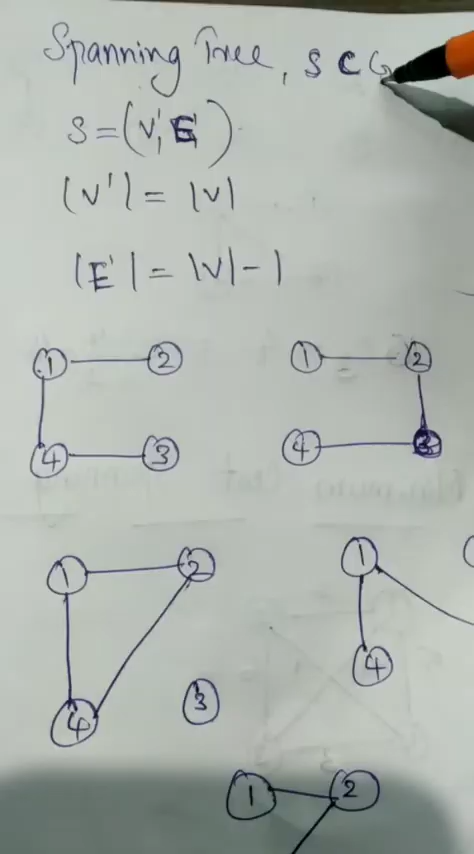 Spanning Tree, S ⊂ G
S = (V', E')
|V'| = |V|
|E'| = |V| - 1
1 2
4 3
1 2
4 3
1 2
4 3
1
4
1 2